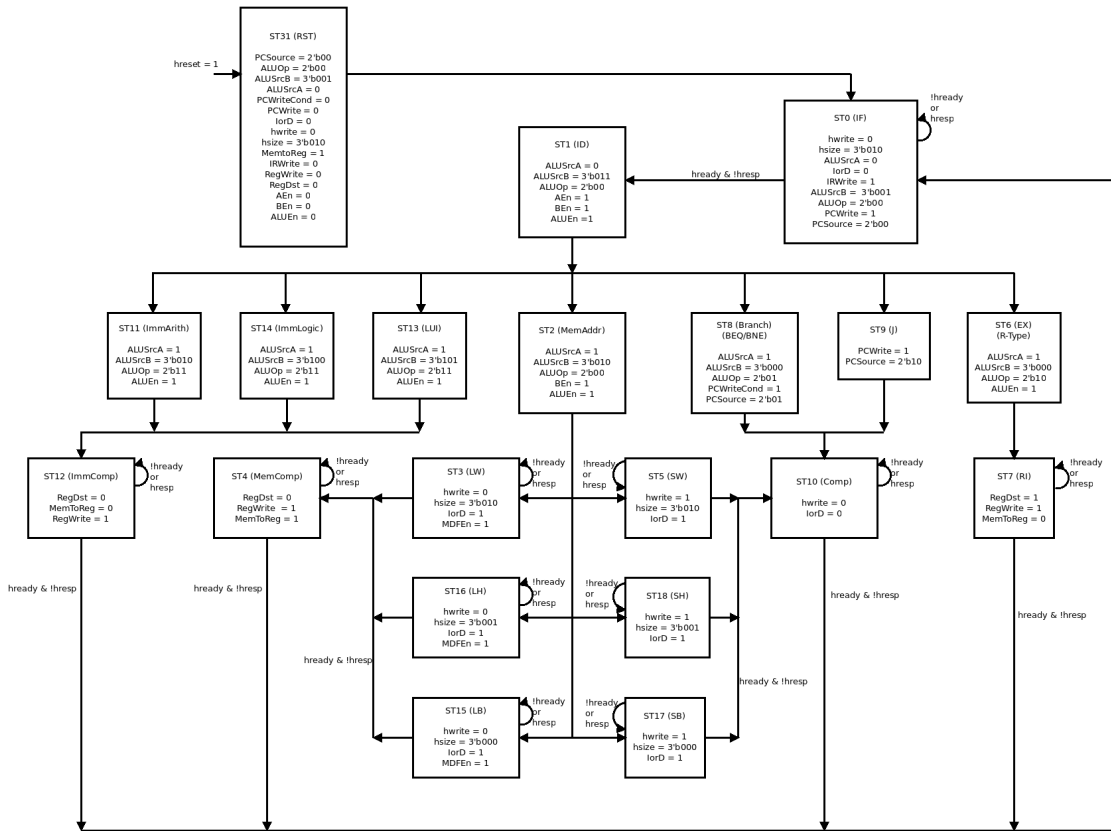 ST31 (RST)
PCSource = 2'b00
ALUOp = 2'b00
ALUSrcB = 3'b001
ALUSrcA = 0
PCWriteCond = 0
PCWrite = 0
IorD = 0
hwrite = 0
hsize = 3'b010
MemtoReg = 1
IRWrite = 0
RegWrite = 0
RegDst = 0
AEn = 0
BEn = 0
ALUEn = 0
hreset = 1
ST0 (IF)
hwrite = 0
hsize = 3'b010
ALUSrcA = 0
IorD = 0
IRWrite = 1
ALUSrcB = 3'b001
ALUOp = 2'b00
PCWrite = 1
PCSource = 2'b00
!hready
or
hresp
hready & !hresp
ST1 (ID)
ALUSrcA = 0
ALUSrcB = 3'b011
ALUOp = 2'b00
AEn = 1
BEn = 1
ALUEn =1
ST11 (ImmArith)
ALUSrcA = 1
ALUSrcB = 3'b010
ALUOp = 2'b11
ALUEn = 1
ST14 (ImmLogic)
ALUSrcA = 1
ALUSrcB = 3'b100
ALUOp = 2'b11
ALUEn = 1
ST13 (LUI)
ALUSrcA = 1
ALUSrcB = 3'b101
ALUOp = 2'b11
ALUEn = 1
ST2 (MemAddr)
ALUSrcA = 1
ALUSrcB = 3'b010
ALUOp = 2'b00
BEn = 1
ALUEn = 1
ST8 (Branch)
(BEQ/BNE)
ALUSrcA = 1
ALUSrcB = 3'b000
ALUOp = 2'b01
PCWriteCond = 1
PCSource = 2'b01
ST9 (J)
PCWrite = 1
PCSource = 2'b10
ST6 (EX)
(R-Type)
ALUSrcA = 1
ALUSrcB = 3'b000
ALUOp = 2'b10
ALUEn = 1
ST12 (ImmComp)
RegDst = 0
MemToReg = 0
RegWrite = 1
!hready
or
hresp
ST4 (MemComp)
RegDst = 0
RegWrite = 1
MemToReg = 1
!hready
or
hresp
ST3 (LW)
hwrite = 0
hsize = 3'b010
IorD = 1
MDFEn = 1
!hready
or
hresp
!hready
or
hresp
ST5 (SW)
hwrite = 1
hsize = 3'b010
IorD = 1
ST10 (Comp)
hwrite = 0
IorD = 0
!hready
or
hresp
ST7 (RI)
RegDst = 1
RegWrite = 1
MemToReg = 0
!hready
or
hresp
hready & !hresp
hready & !hresp
ST16 (LH)
hwrite = 0
hsize = 3'b001
IorD = 1
MDFEn = 1
!hready
or
hresp
!hready
or
hresp
ST18 (SH)
hwrite = 1
hsize = 3'b001
IorD = 1
hready & !hresp
hready & !hresp
hready & !hresp
hready & !hresp
ST15 (LB)
hwrite = 0
hsize = 3'b000
IorD = 1
MDFEn = 1
!hready
or
hresp
!hready
or
hresp
ST17 (SB)
hwrite = 1
hsize = 3'b000
IorD = 1